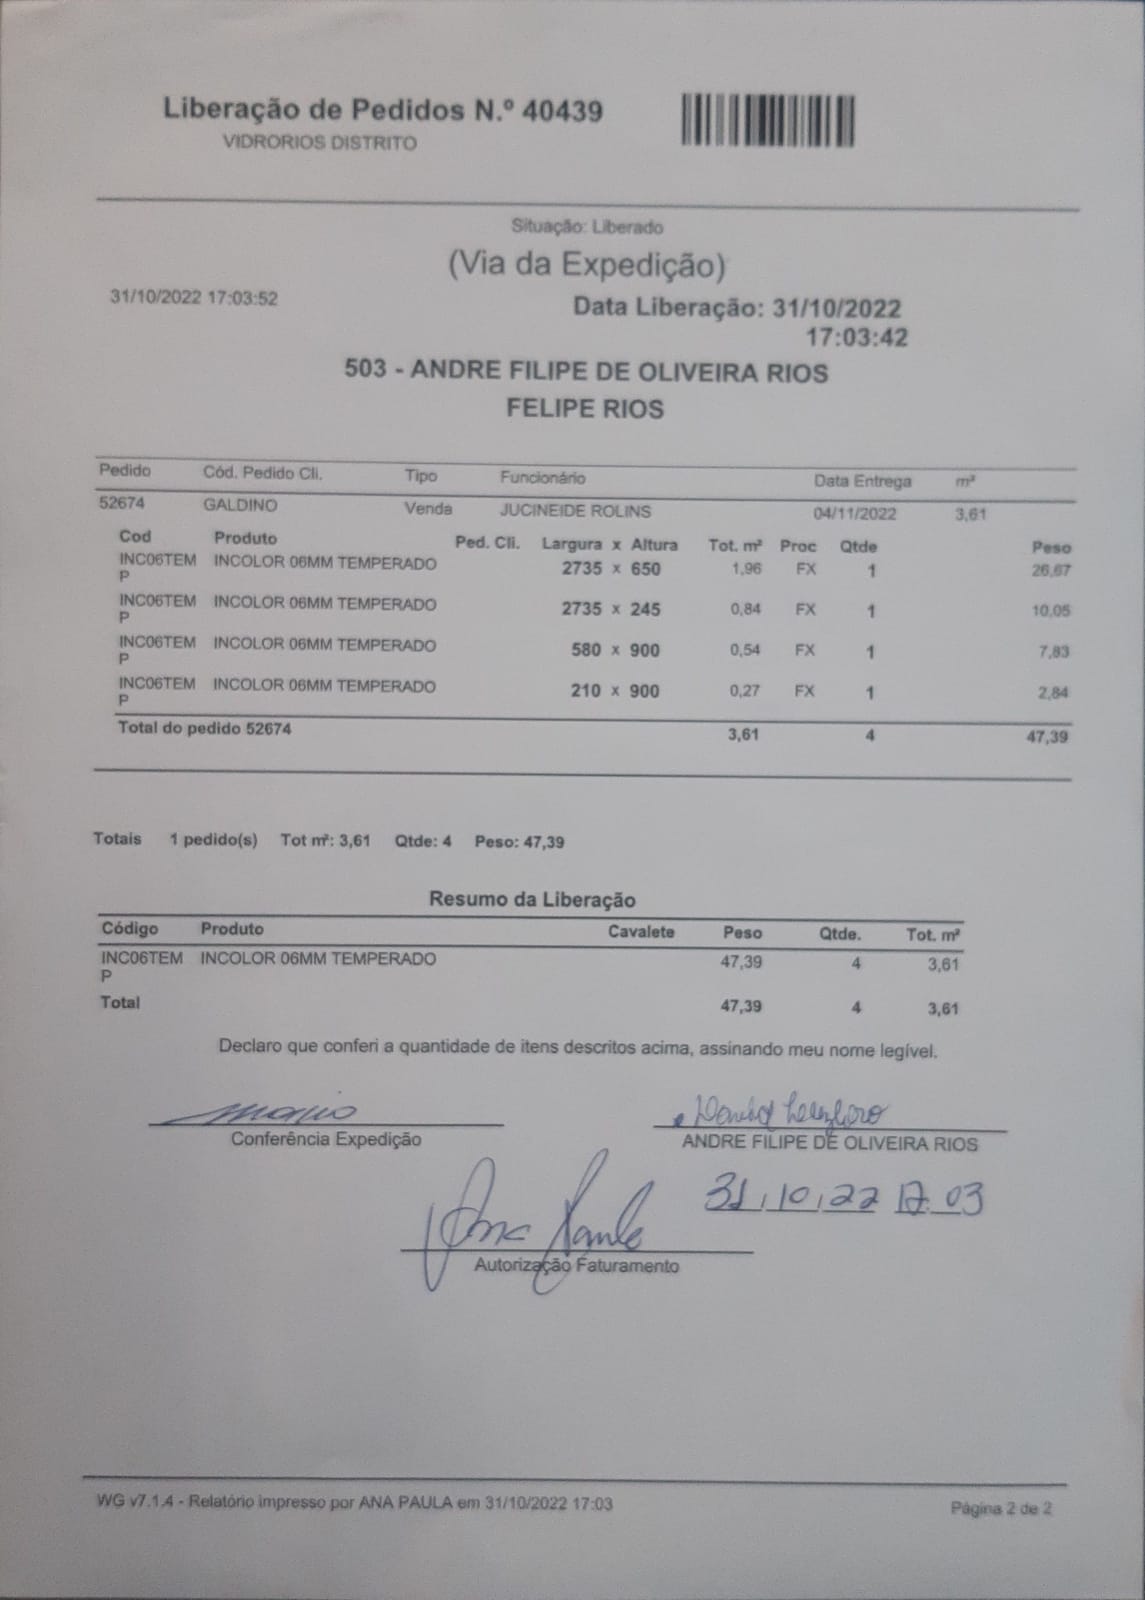 Liberação de Pedidos N.º 40439
VIDRORIOS DISTRITO
Situação: Liberado
(Via da Expedição)
31/10/2022 17:03:52
Data Liberação: 31/10/2022
17:03:42
503 - ANDRE FILIPE DE OLIVEIRA RIOS
FELIPE RIOS
Pedido Cód. Pedido Cli. Tipo Funcionário Data Entrega m²
52674 GALDINO Venda JUCINEIDE ROLINS 04/11/2022 3,61
Cod Produto Ped. Cli. Largura x Altura Tot. m² Proc Qtde Peso
INC06TEM INCOLOR 06MM TEMPERADO 2735 x 650 1,96 FX 1 26,67
P
INC06TEM INCOLOR 06MM TEMPERADO 2735 x 245 0,84 FX 1 10,05
P
INC06TEM INCOLOR 06MM TEMPERADO 580 x 900 0,54 FX 1 7,83
P
INC06TEM INCOLOR 06MM TEMPERADO 210 x 900 0,27 FX 1 2,84
P
Total do pedido 52674 3,61 4 47,39
Totais 1 pedido(s) Tot m²: 3,61 Qtde: 4 Peso: 47,39
Resumo da Liberação
Código Produto Cavalete Peso Qtde. Tot. m²
INC06TEM INCOLOR 06MM TEMPERADO 47,39 4 3,61
P
Total 47,39 4 3,61
Declaro que conferi a quantidade de itens descritos acima, assinando meu nome legível.
Conferência Expedição
ANDRE FILIPE DE OLIVEIRA RIOS
31/10/22 17:03
Ana Paula
Autorização Faturamento
WG v7.1.4 - Relatório impresso por ANA PAULA em 31/10/2022 17:03
Página 2 de 2